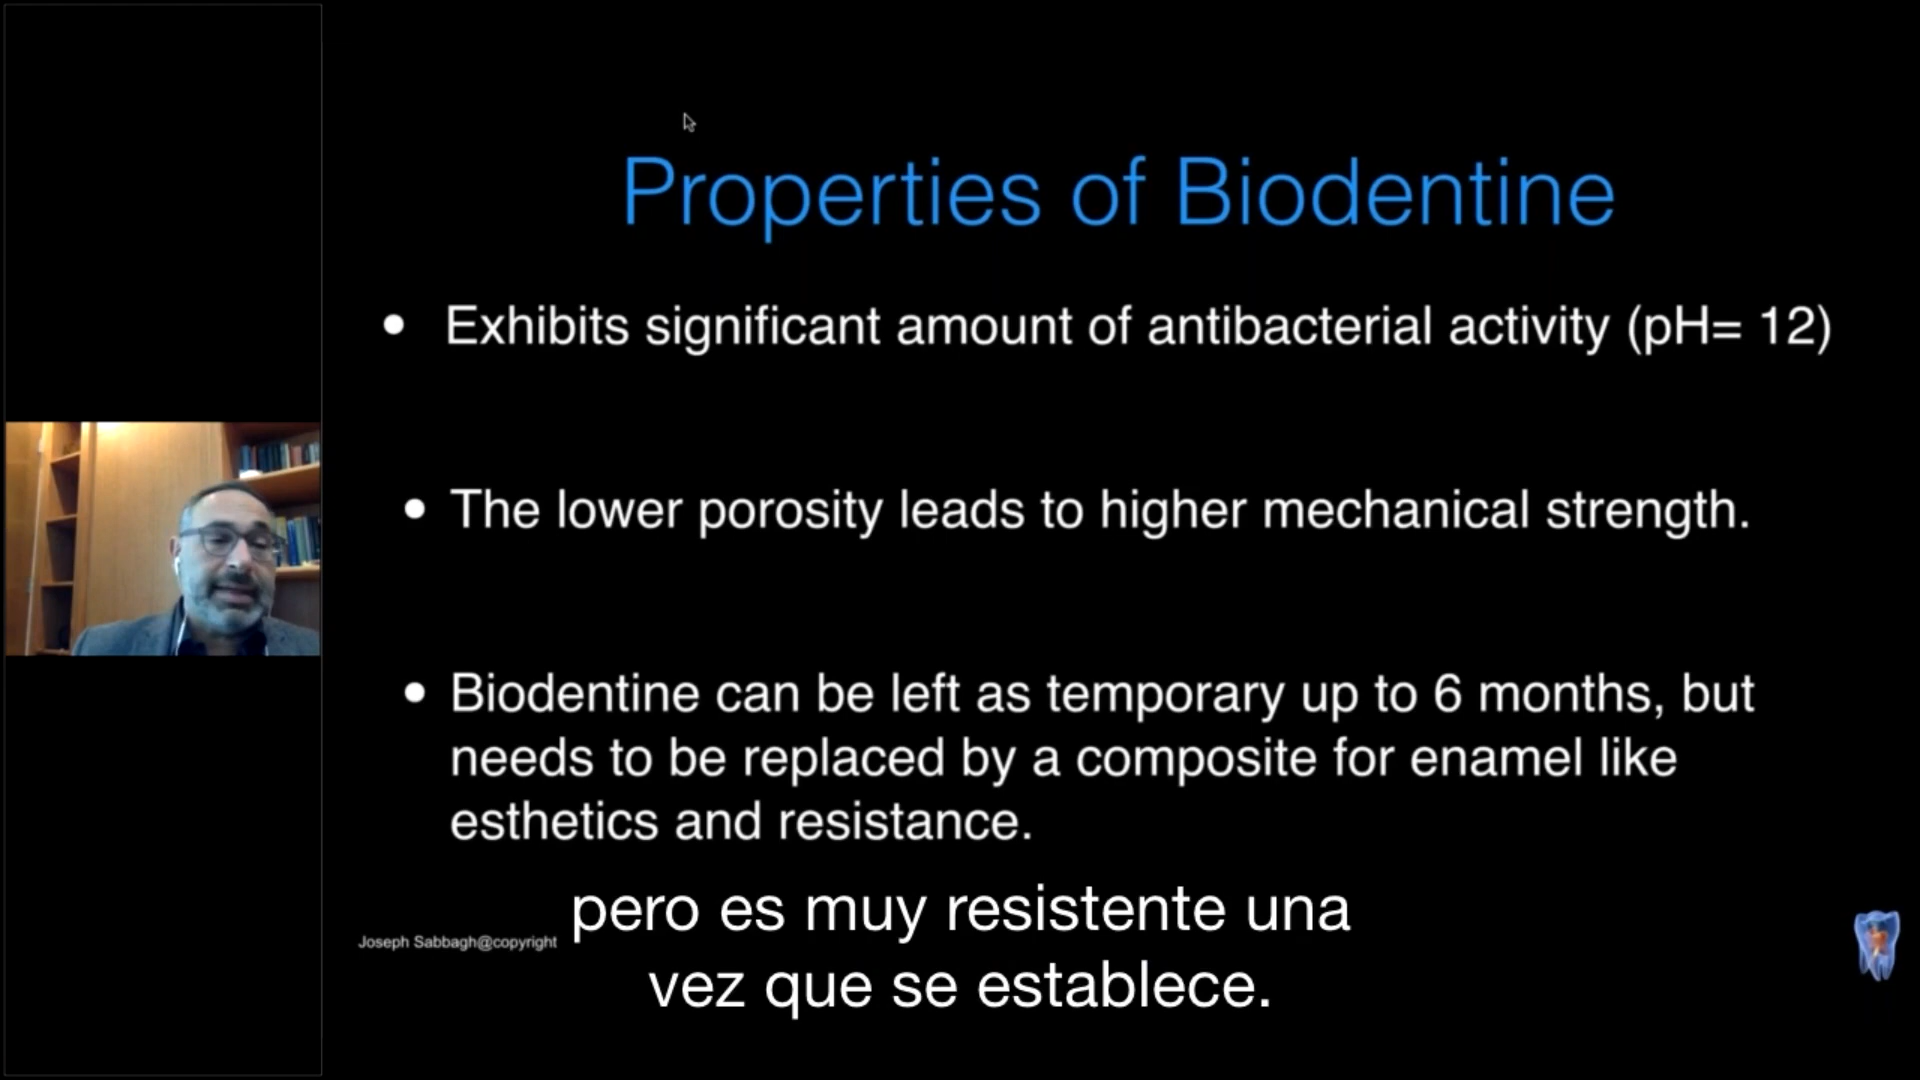 Properties of Biodentine
• Exhibits significant amount of antibacterial activity (pH= 12)
• The lower porosity leads to higher mechanical strength.
• Biodentine can be left as temporary up to 6 months, but
needs to be replaced by a composite for enamel like
esthetics and resistance.
pero es muy resistente una
vez que se establece.
Joseph Sabbagh@copyright